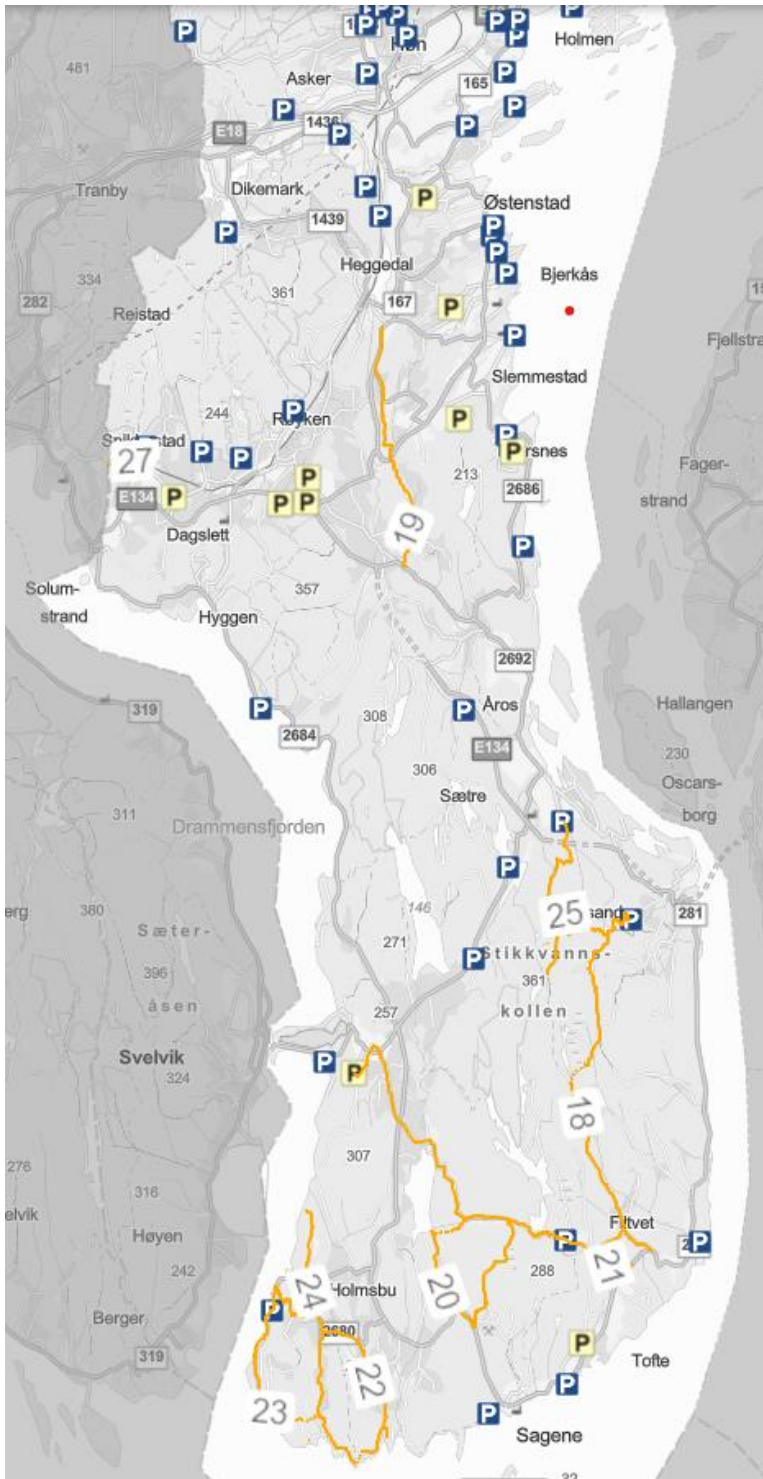 Holmen
481
Asker
165
E18
1436
Tranby
Dikemark
Østenstad
1439
Heggedal
Bjerkås
334
361
282
167
Reistad
Slemmestad
244
Røyken
27
213
E134
2686
Fager-
strand
Dagslett
19
Solum-
strand
357
Hyggen
2692
Hallangen
Åros
319
308
2684
E134
230
306
Oscars-
borg
311
Sætre
Drammensfjorden
146
380
25
sand
281
Sæter-
271
Stikkvanns-
396
361
åsen
257
kollen
Svelvik
324
18
307
276
316
Filtvet
Høyen
21
242
288
24
20
Holmsbu
Berger
2680
319
22
Tofte
23
Sagene
32
P